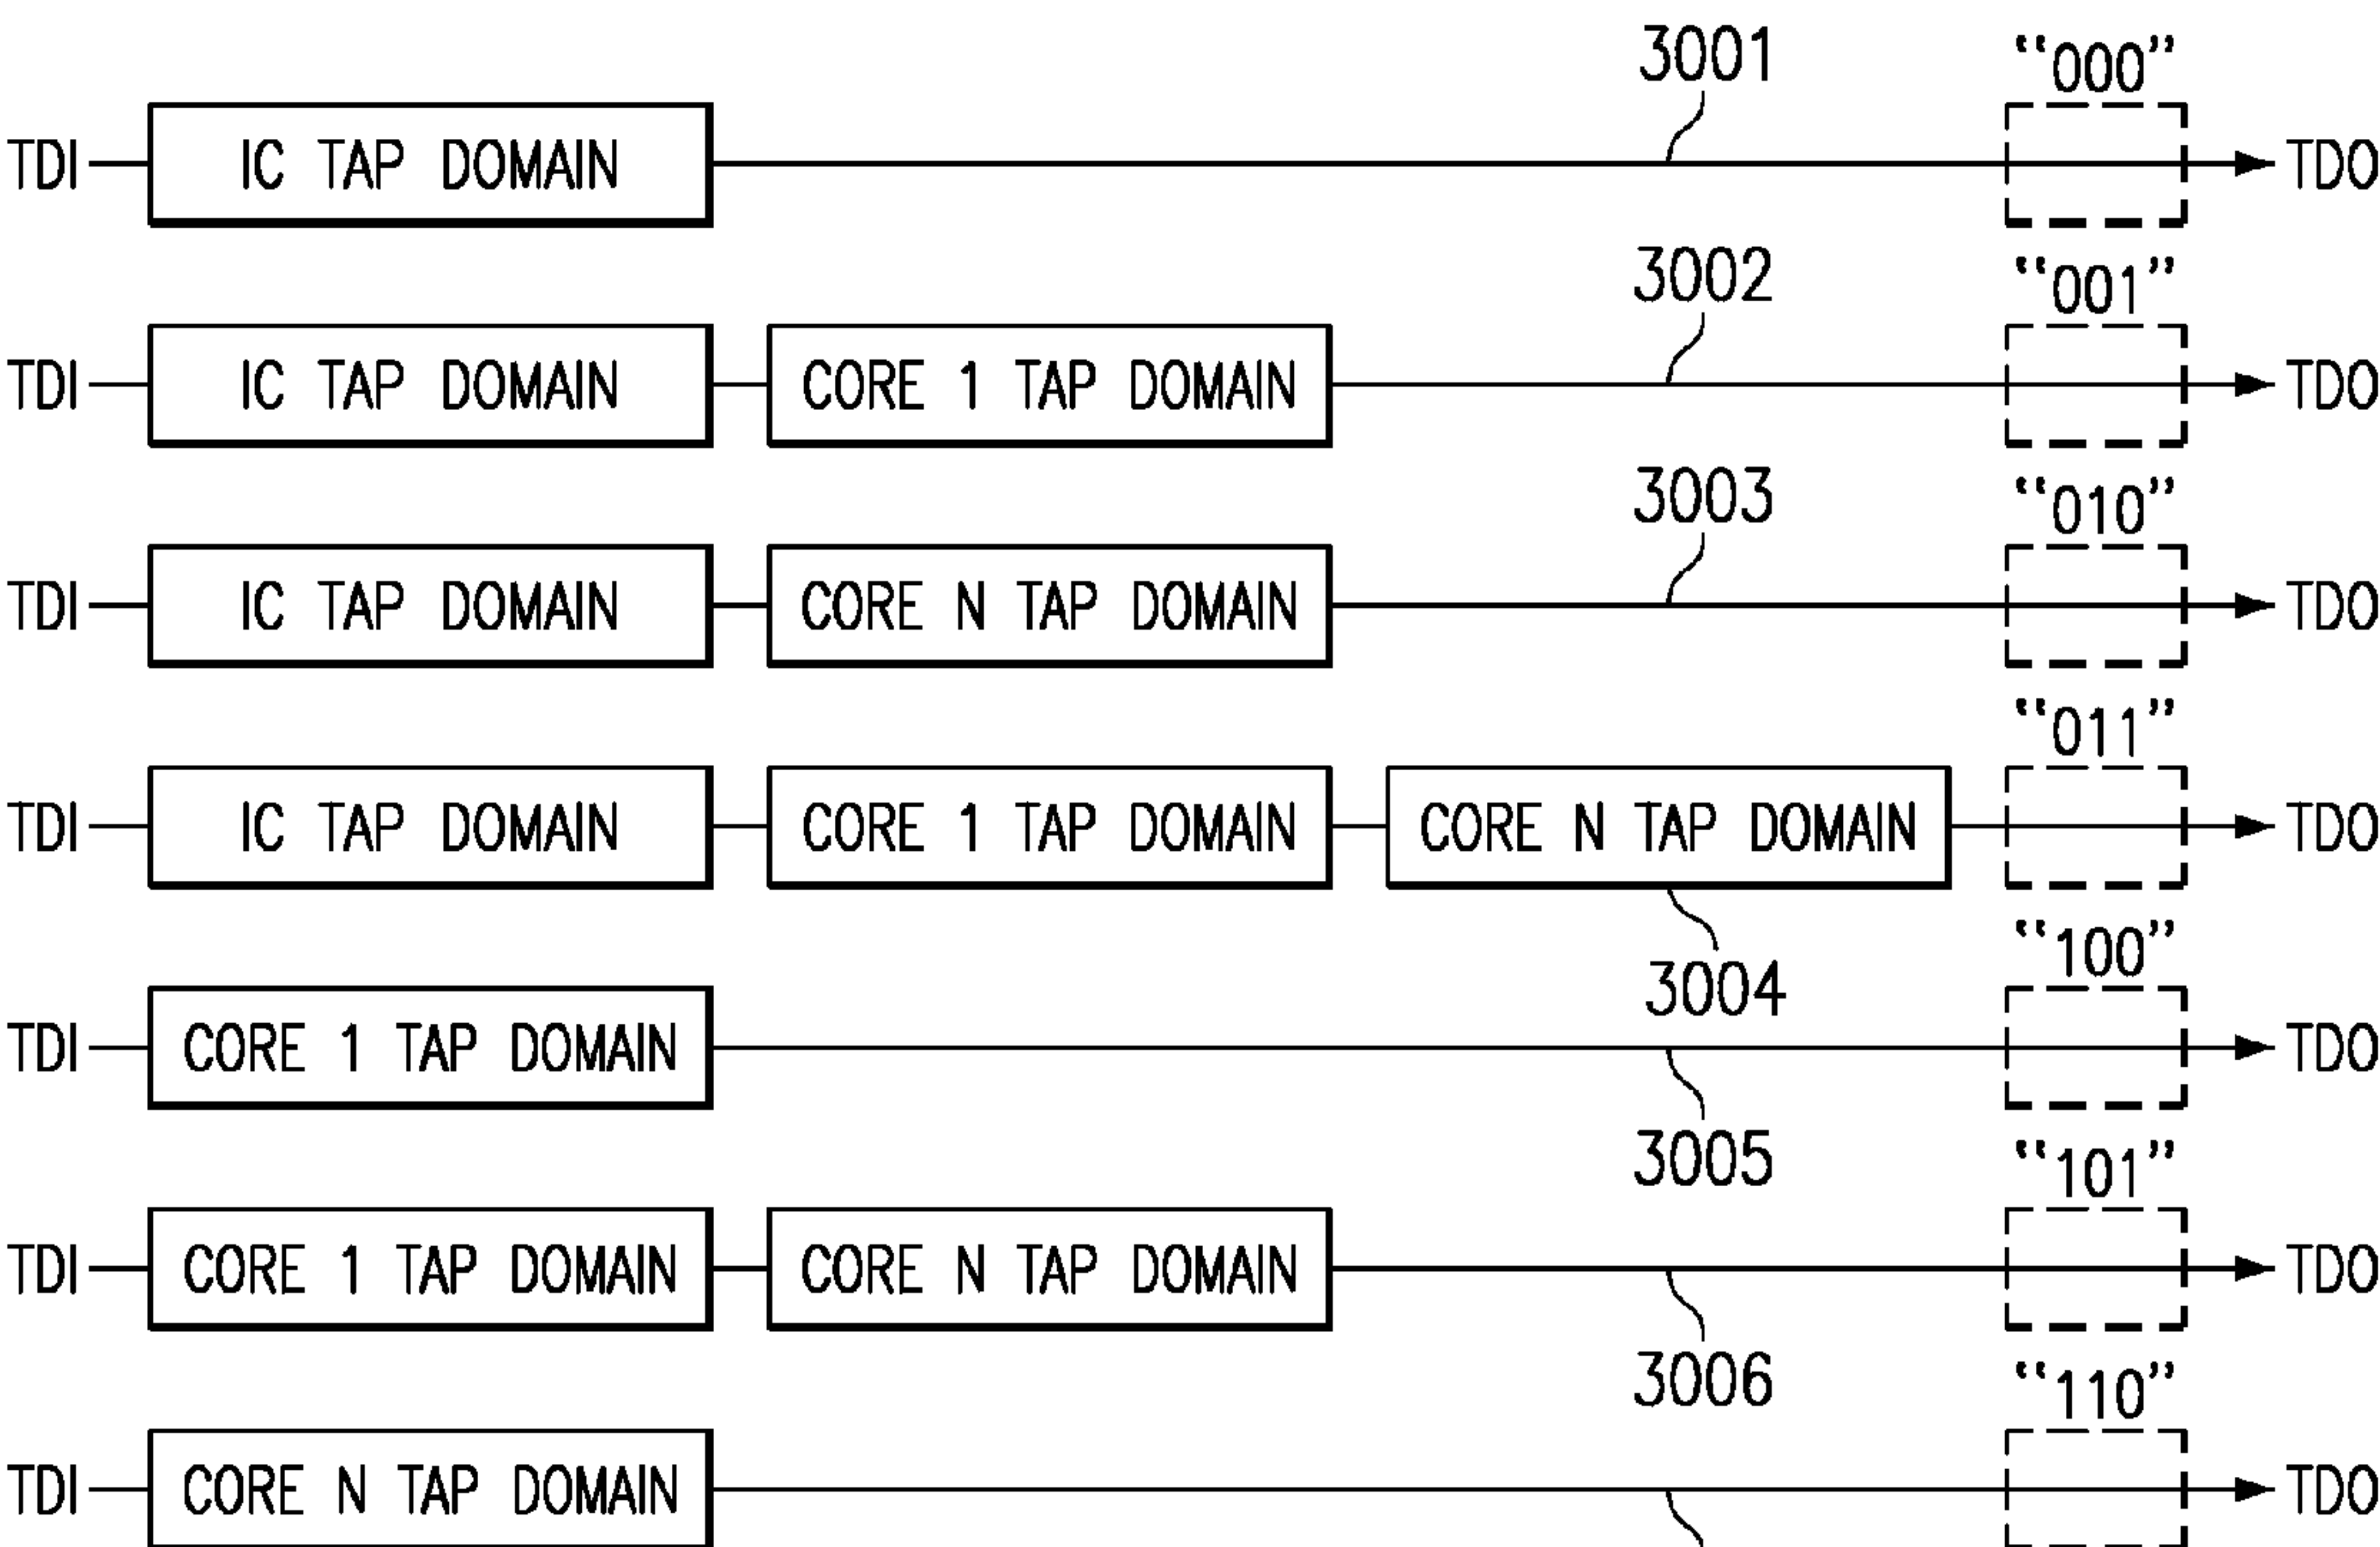 3001 “000”
TDI IC TAP DOMAIN TDO
3002 “001”
TDI IC TAP DOMAIN CORE 1 TAP DOMAIN TDO
3003 “010”
TDI IC TAP DOMAIN CORE N TAP DOMAIN TDO
“011”
TDI IC TAP DOMAIN CORE 1 TAP DOMAIN CORE N TAP DOMAIN TDO
3004 “100”
TDI CORE 1 TAP DOMAIN TDO
3005 “101”
TDI CORE 1 TAP DOMAIN CORE N TAP DOMAIN TDO
3006 “110”
TDI CORE N TAP DOMAIN TDO